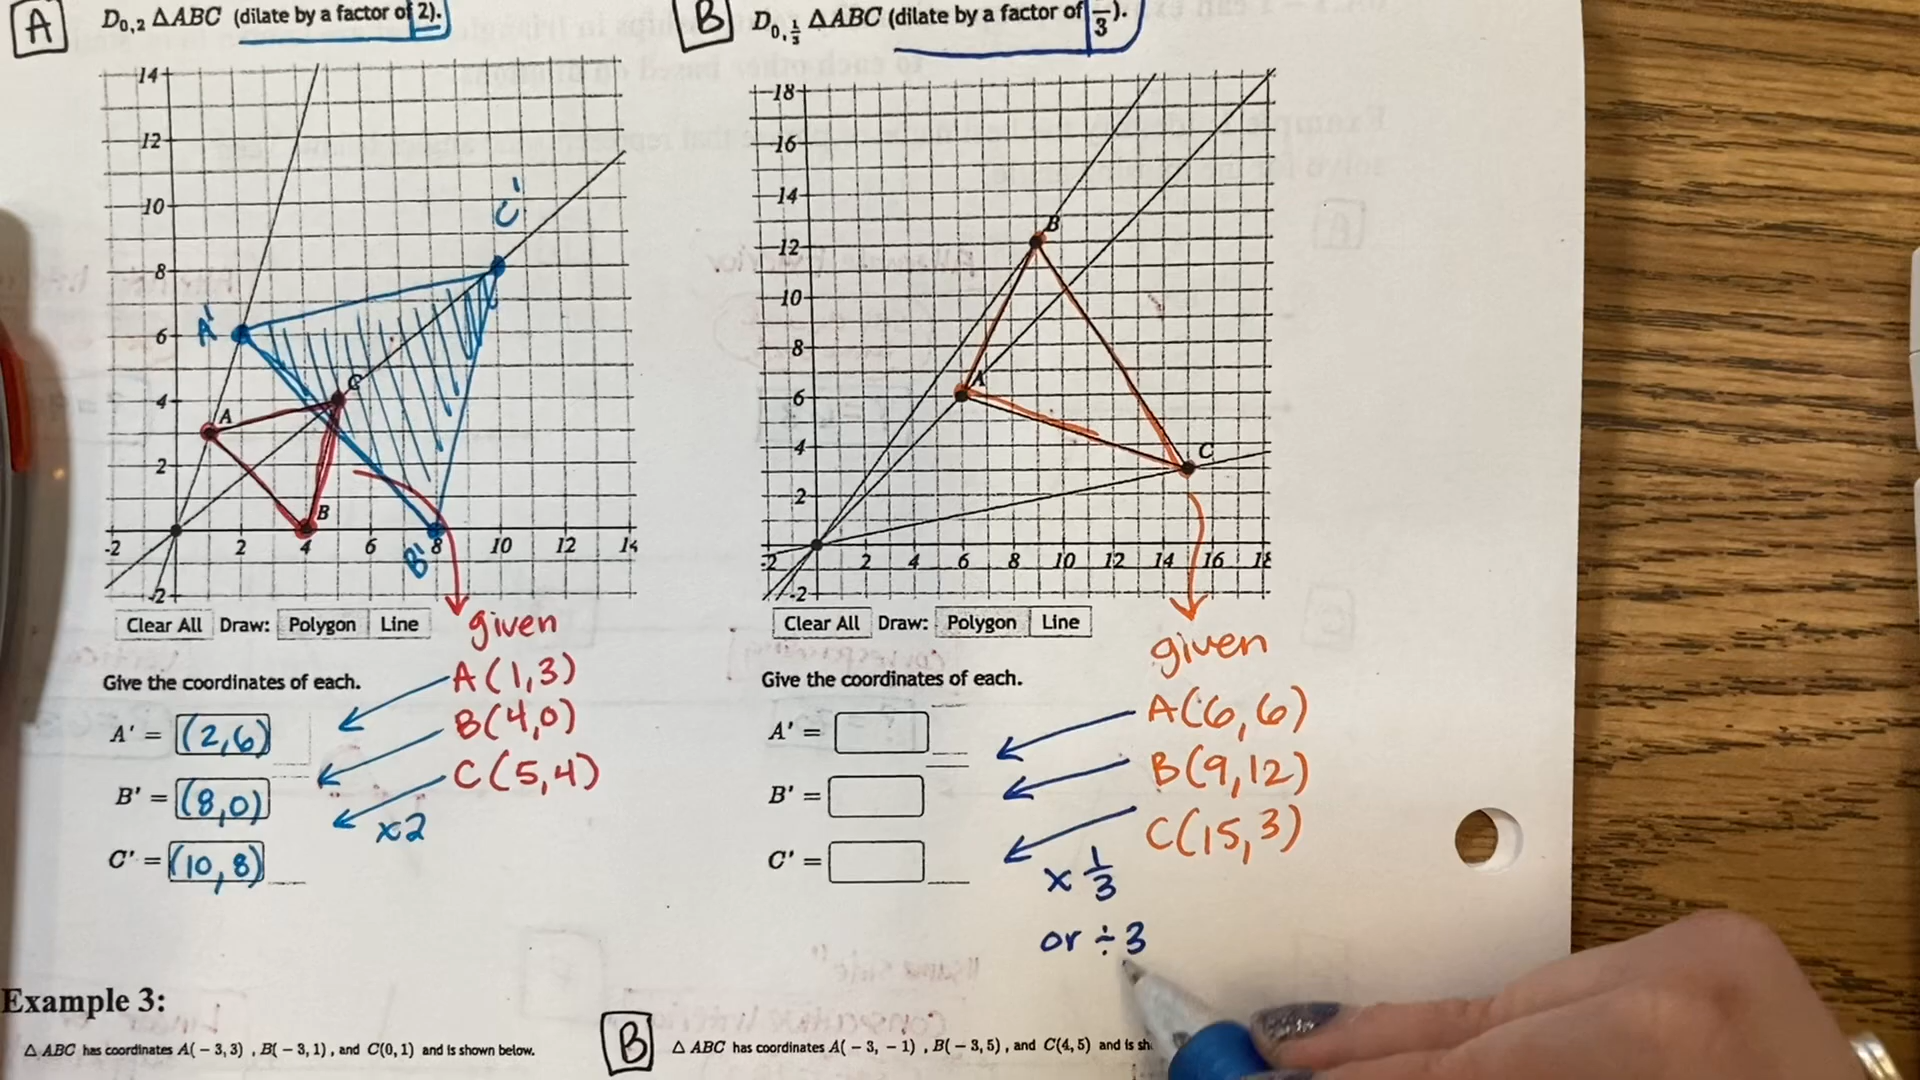 A
D0,2 △ABC (dilate by a factor of 2).
14
12
10
8
6
4
2
-2
-2 2 4 6 8 10 12 14
A
B
C
A'
B'
C'
Clear All Draw: Polygon Line
given
A(1,3)
B(4,0)
C(5,4)
x2
Give the coordinates of each.
A' = (2,6)
B' = (8,0)
C' = (10,8)
B
D0,1/3 △ABC (dilate by a factor of /3).
18
16
14
12
10
8
6
4
2
-2
-2 2 4 6 8 10 12 14 16 18
B
A
C
Clear All Draw: Polygon Line
given
A(6,6)
B(9,12)
C(15,3)
Give the coordinates of each.
A' =
B' =
C' =
x 1/3
or ÷3
Example 3:
△ ABC has coordinates A(−3,3), B(−3,1), and C(0,1) and is shown below.
B
△ ABC has coordinates A(−3,−1), B(−3,5), and C(4,5) and is